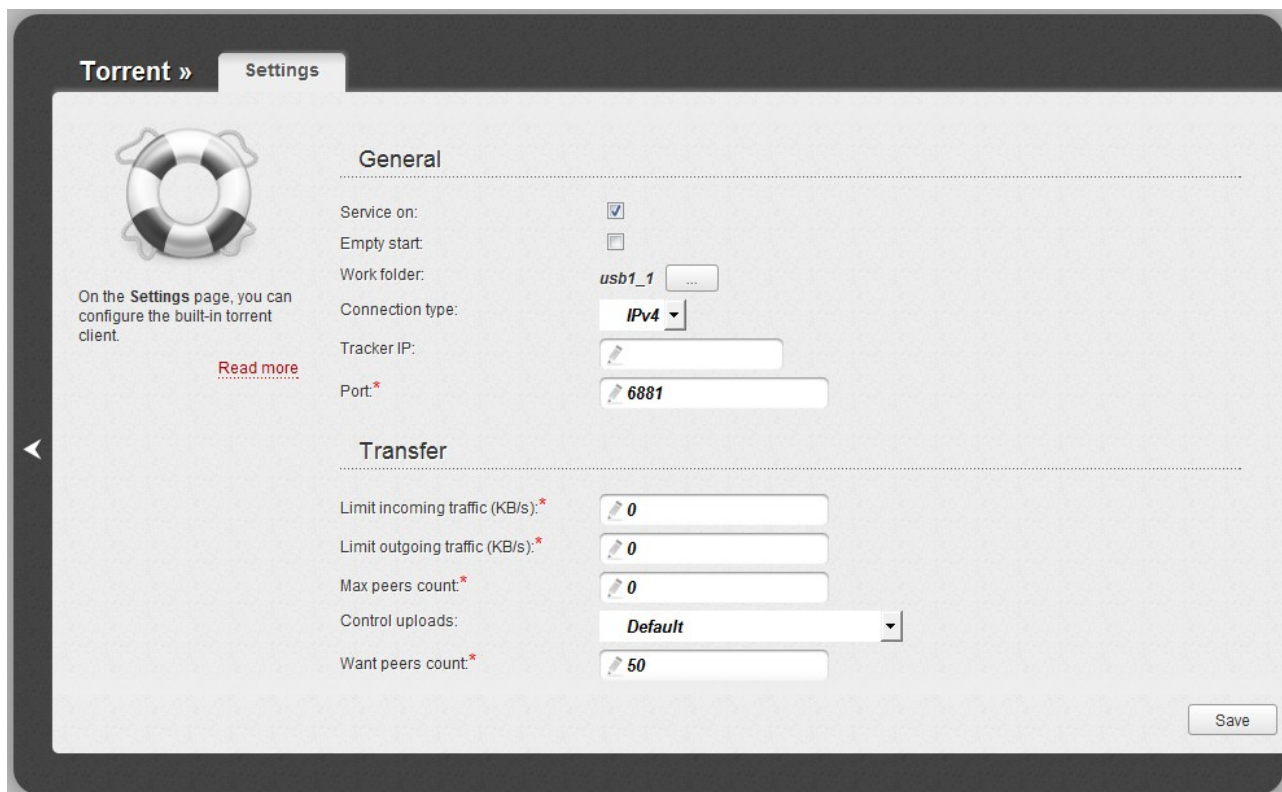 Torrent »
Settings
On the Settings page, you can
configure the built-in torrent
client.
Read more
General
Service on:
Empty start:
Work folder: usb1_1 ...
Connection type: IPv4
Tracker IP:
Port:* 6881
Transfer
Limit incoming traffic (KB/s):* 0
Limit outgoing traffic (KB/s):* 0
Max peers count:* 0
Control uploads: Default
Want peers count:* 50
Save